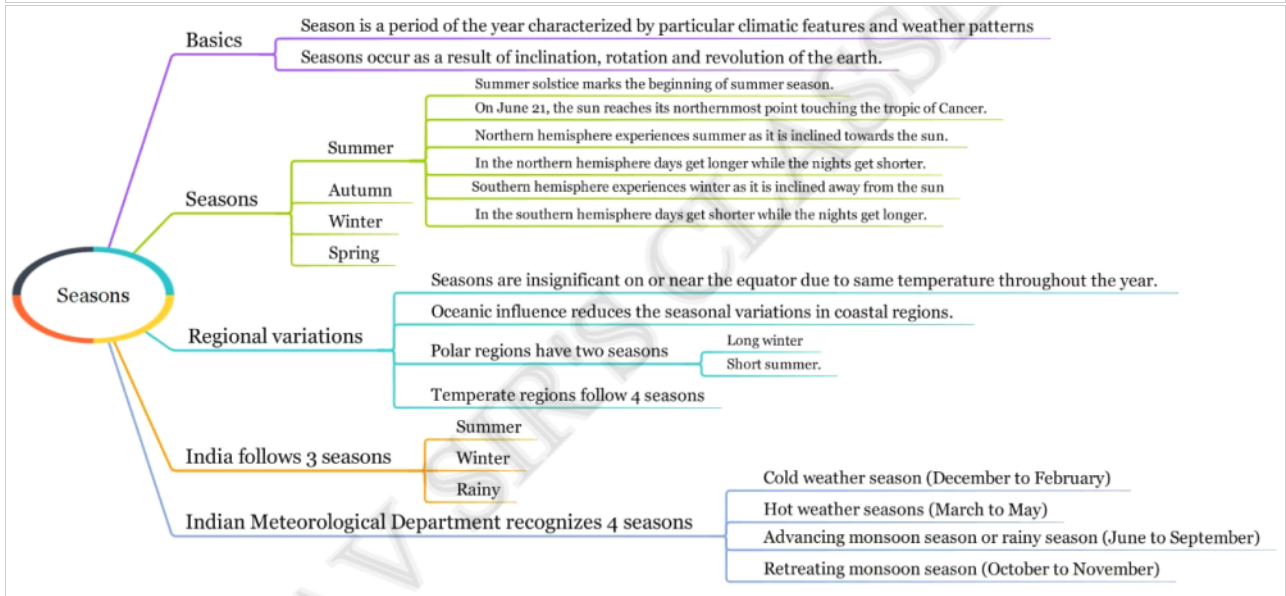 Seasons
Basics
Season is a period of the year characterized by particular climatic features and weather patterns
Seasons occur as a result of inclination, rotation and revolution of the earth.
Seasons
Summer
Summer solstice marks the beginning of summer season.
On June 21, the sun reaches its northernmost point touching the tropic of Cancer.
Northern hemisphere experiences summer as it is inclined towards the sun.
In the northern hemisphere days get longer while the nights get shorter.
Southern hemisphere experiences winter as it is inclined away from the sun
In the southern hemisphere days get shorter while the nights get longer.
Autumn
Winter
Spring
Regional variations
Seasons are insignificant on or near the equator due to same temperature throughout the year.
Oceanic influence reduces the seasonal variations in coastal regions.
Polar regions have two seasons
Long winter
Short summer.
Temperate regions follow 4 seasons
India follows 3 seasons
Summer
Winter
Rainy
Indian Meteorological Department recognizes 4 seasons
Cold weather season (December to February)
Hot weather seasons (March to May)
Advancing monsoon season or rainy season (June to September)
Retreating monsoon season (October to November)
V SIR'S CLASS